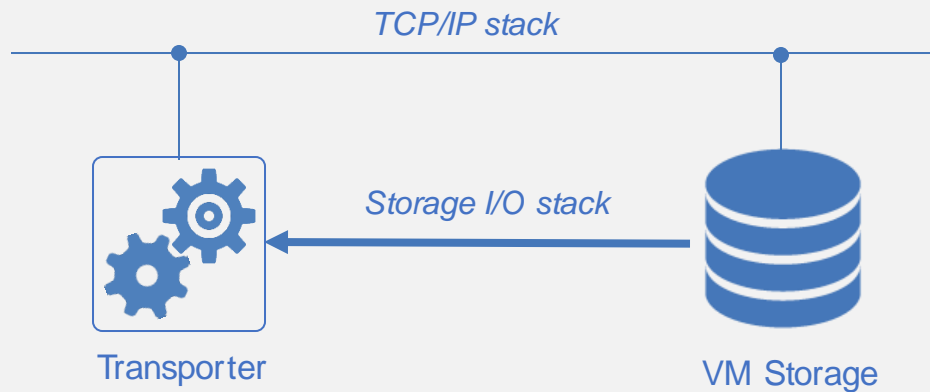 TCP/IP stack
Storage I/O stack
Transporter
VM Storage